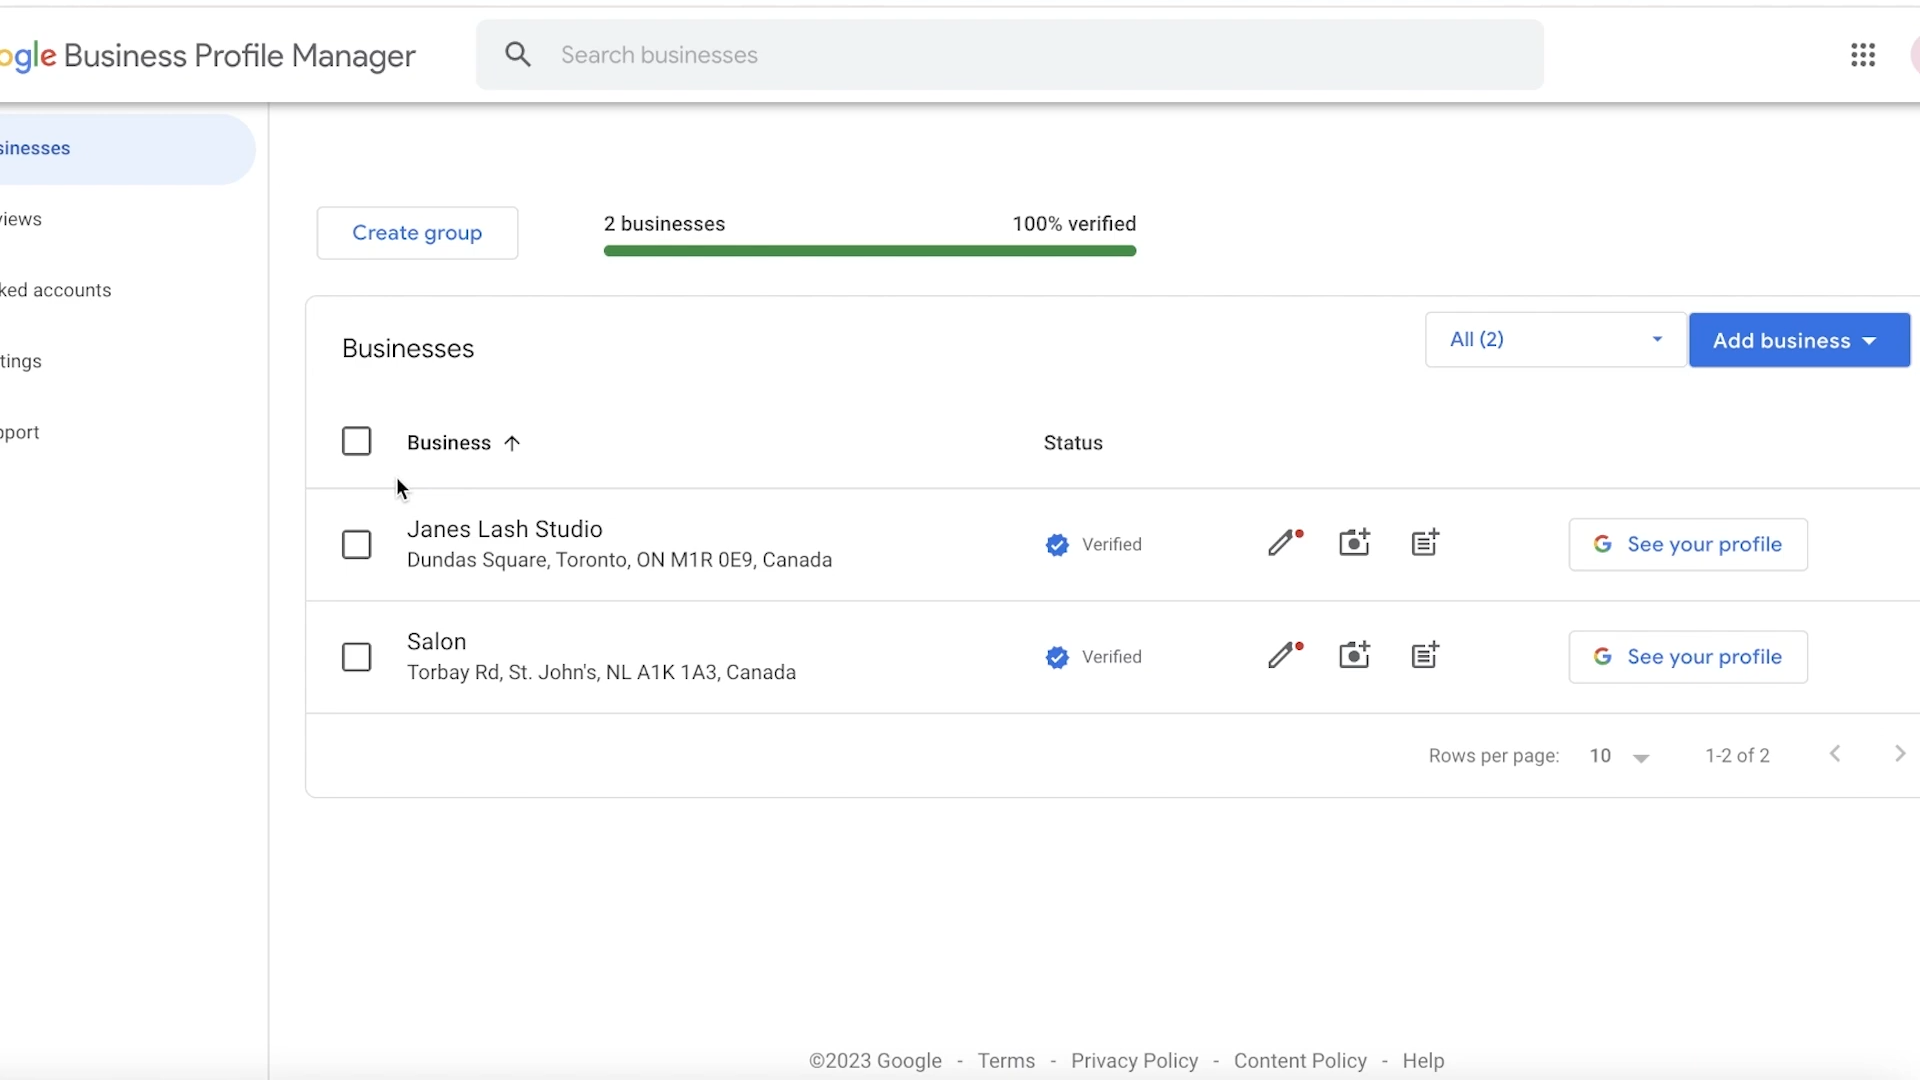 ogle Business Profile Manager
Search businesses
sinesses
views
ked accounts
tings
pport
Create group
2 businesses
100% verified
Businesses
All (2)
Add business
Business
Status
Janes Lash Studio
Dundas Square, Toronto, ON M1R 0E9, Canada
Verified
G See your profile
Salon
Torbay Rd, St. John's, NL A1K 1A3, Canada
Verified
G See your profile
Rows per page: 10 1-2 of 2
©2023 Google - Terms - Privacy Policy - Content Policy - Help